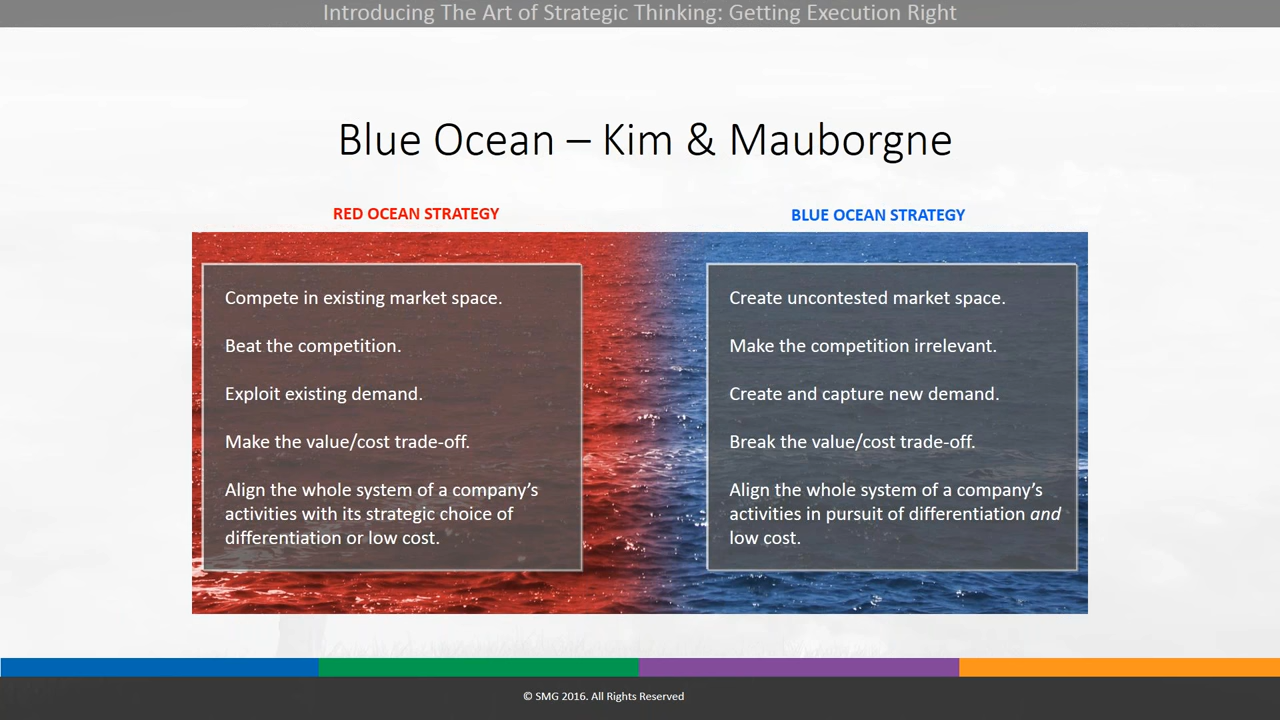 Introducing The Art of Strategic Thinking: Getting Execution Right
Blue Ocean – Kim & Mauborgne
RED OCEAN STRATEGY
Compete in existing market space.
Beat the competition.
Exploit existing demand.
Make the value/cost trade-off.
Align the whole system of a company’s
activities with its strategic choice of
differentiation or low cost.
BLUE OCEAN STRATEGY
Create uncontested market space.
Make the competition irrelevant.
Create and capture new demand.
Break the value/cost trade-off.
Align the whole system of a company’s
activities in pursuit of differentiation and
low cost.
© SMG 2016. All Rights Reserved